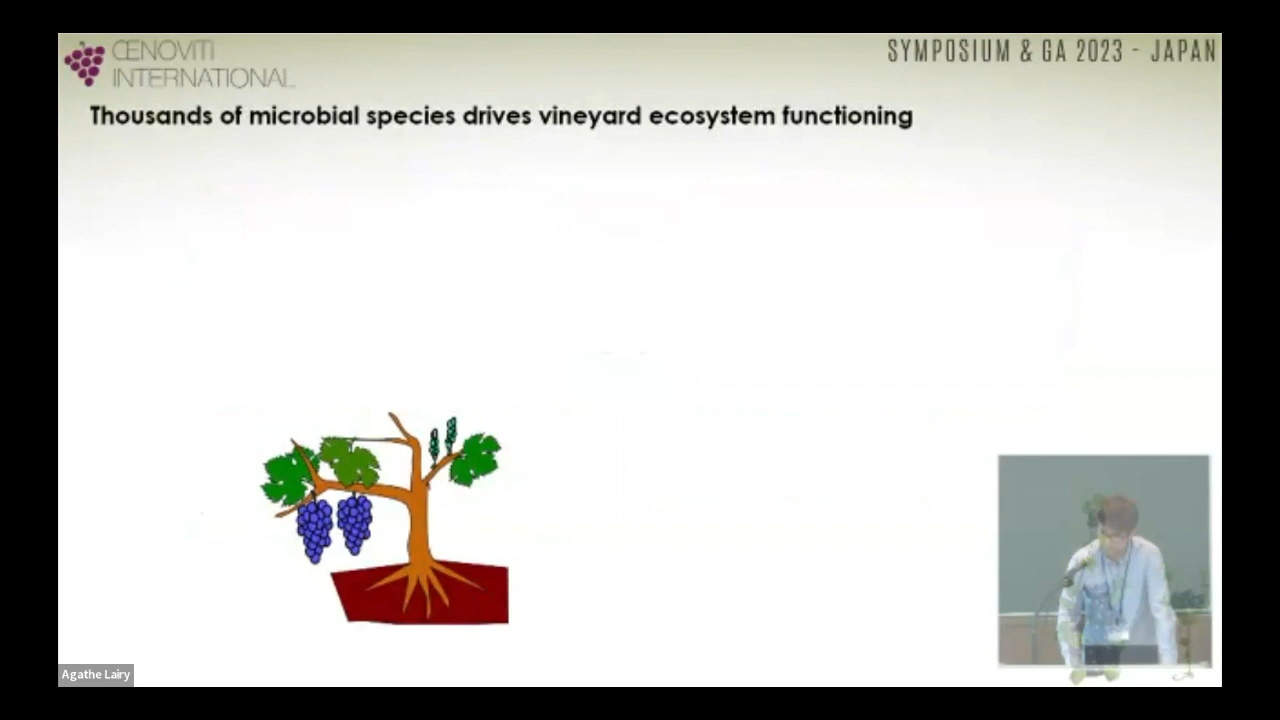 ŒNOVITI
INTERNATIONAL
SYMPOSIUM & GA 2023 - JAPAN
Thousands of microbial species drives vineyard ecosystem functioning
Agathe Lairy